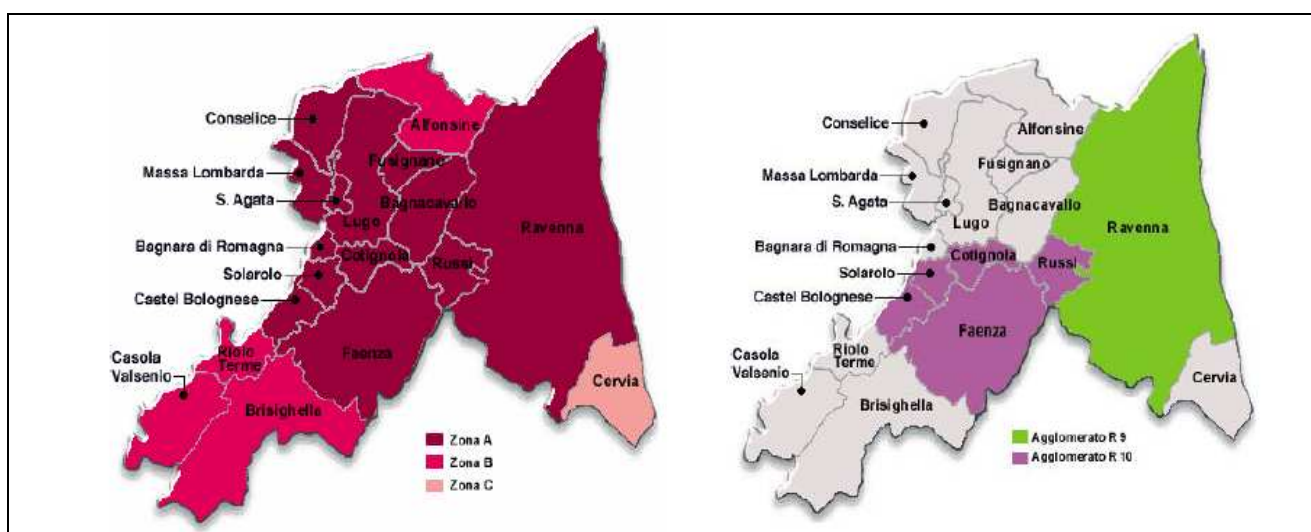 Conselice
Alfonsine
Massa Lombarda
Fusignano
S. Agata
Bagnacavallo
Lugo
Ravenna
Bagnara di Romagna
Cotignola
Russi
Solarolo
Castel Bolognese
Faenza
Riolo
Terme
Casola
Valsenio
Cervia
Brisighella
Zona A
Zona B
Zona C
Conselice
Alfonsine
Fusignano
Massa Lombarda
S. Agata
Bagnacavallo
Lugo
Ravenna
Bagnara di Romagna
Cotignola
Russi
Solarolo
Castel Bolognese
Faenza
Riolo
Terme
Casola
Valsenio
Cervia
Brisighella
Agglomerato R 9
Agglomerato R 10